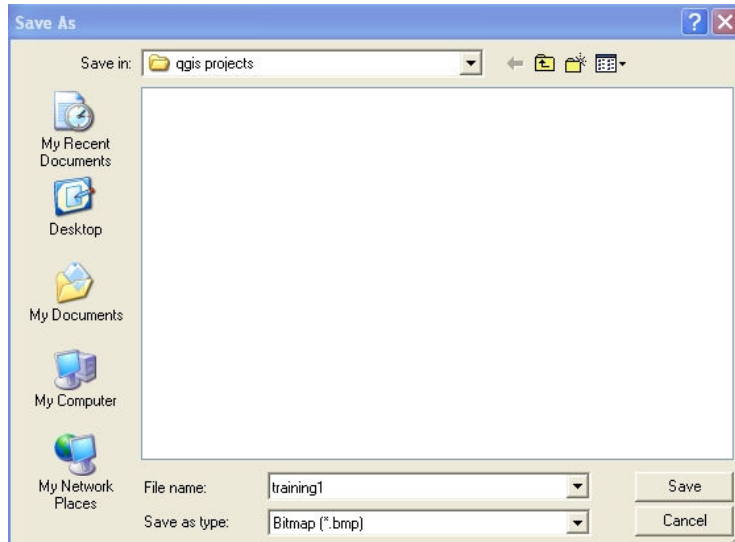 Save As
Save in: qgis projects
My Recent
Documents
Desktop
My Documents
My Computer
My Network
Places
File name: training1 Save
Save as type: Bitmap (*.bmp) Cancel